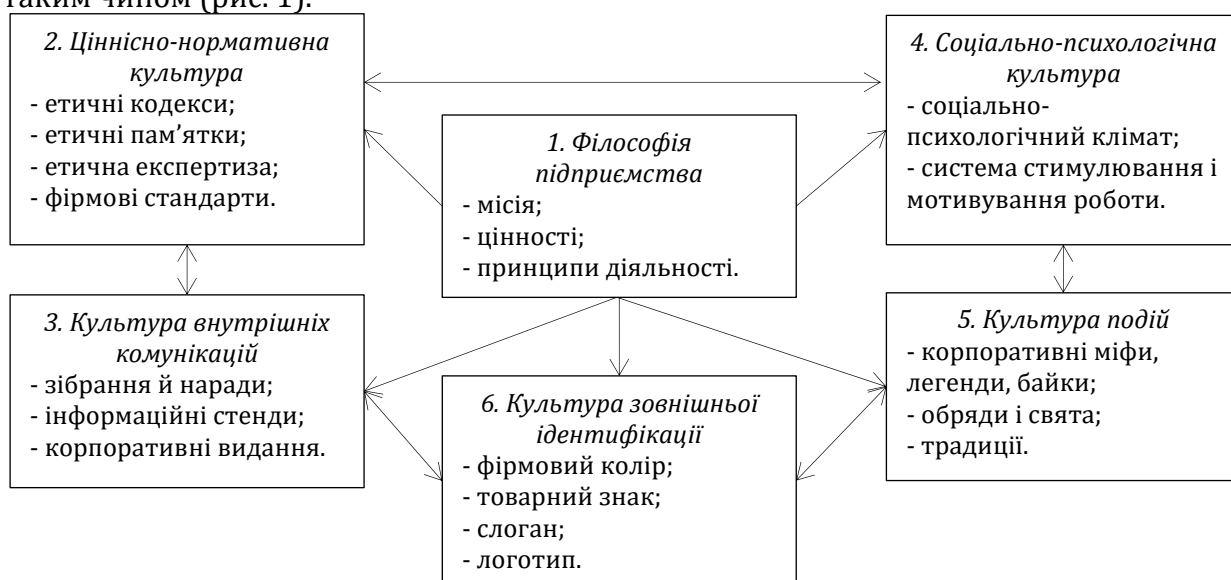 таким чином (рис. 1).
2. Ціннісно-нормативна
культура
- етичні кодекси;
- етичні пам’ятки;
- етична експертиза;
- фірмові стандарти.
4. Соціально-психологічна
культура
- соціально-
психологічний клімат;
- система стимулювання і
мотивування роботи.
1. Філософія
підприємства
- місія;
- цінності;
- принципи діяльності.
3. Культура внутрішніх
комунікацій
- зібрання й наради;
- інформаційні стенди;
- корпоративні видання.
5. Культура подій
- корпоративні міфи,
легенди, байки;
- обряди і свята;
- традиції.
6. Культура зовнішньої
ідентифікації
- фірмовий колір;
- товарний знак;
- слоган;
- логотип.